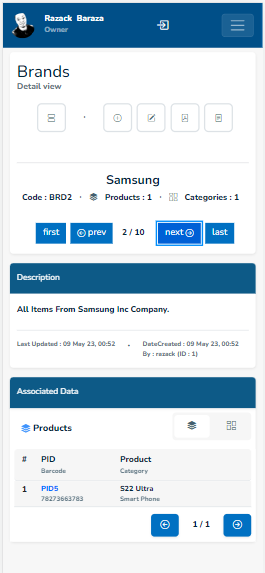 Razack Baraza
Owner
Brands
Detail view
Samsung
Code : BRD2 · Products : 1 · Categories : 1
first prev 2 / 10 next last
Description
All Items From Samsung Inc Company.
Last Updated : 09 May 23, 00:52 · DateCreated : 09 May 23, 00:52
By : razack (ID : 1)
Associated Data
Products
# PID Product
Barcode Category
1 PID5 S22 Ultra
78273663783 Smart Phone
1 / 1